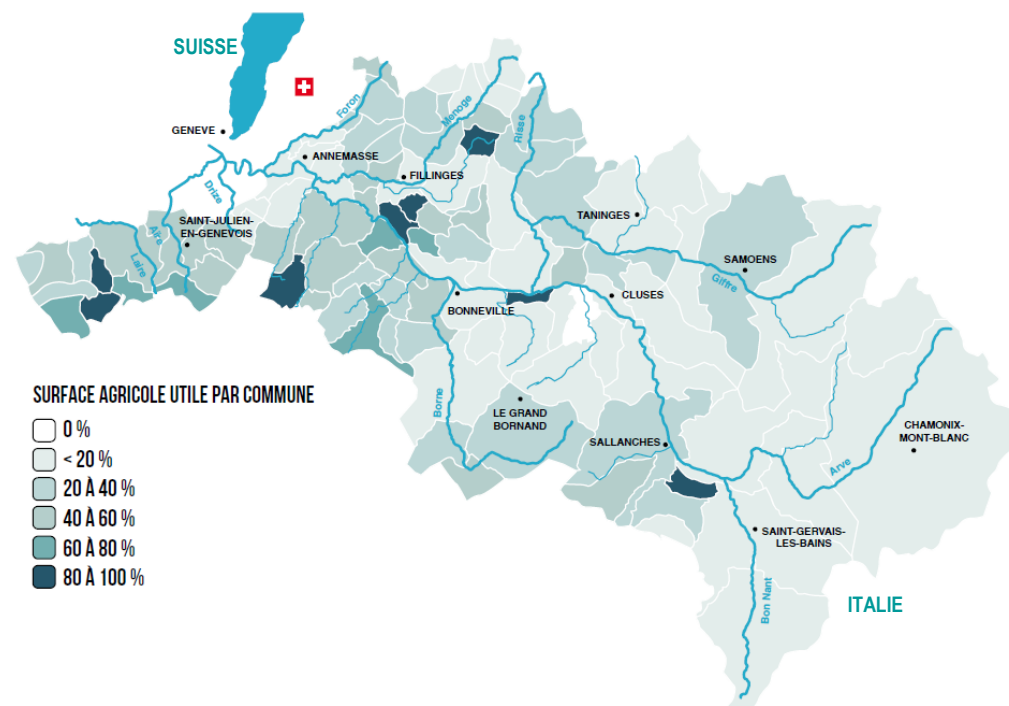 SUISSE
GENEVE
Foron
Menoge
Risse
ANNEMASSE
FILLINGES
Drize
SAINT-JULIEN-
EN-GENEVOIS
Aire
Laire
TANINGES
SAMOENS
Giffre
CLUSES
BONNEVILLE
SURFACE AGRICOLE UTILE PAR COMMUNE
0 %
< 20 %
20 À 40 %
40 À 60 %
60 À 80 %
80 À 100 %
Borne
LE GRAND
BORNAND
SALLANCHES
CHAMONIX-
MONT-BLANC
Arve
SAINT-GERVAIS-
LES-BAINS
Bon Nant
ITALIE